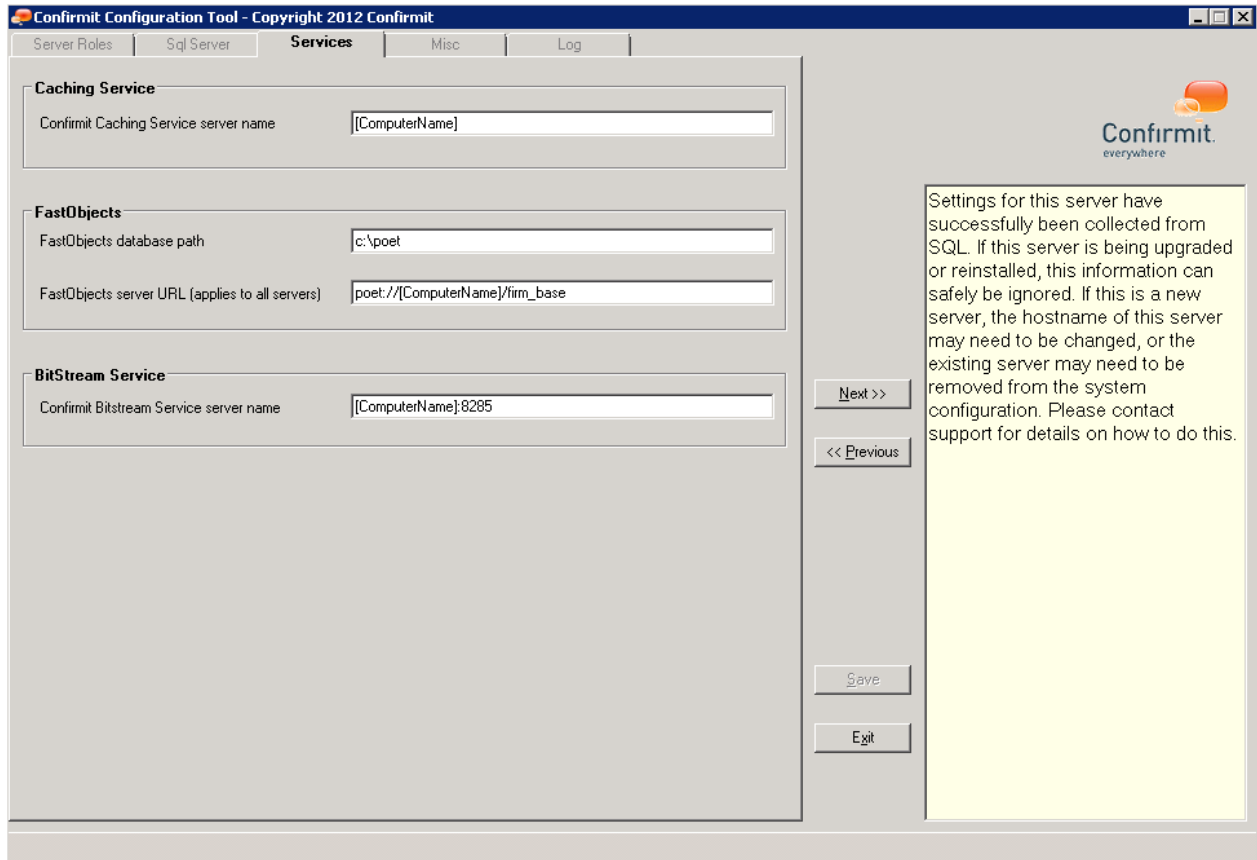 Confirmit Configuration Tool - Copyright 2012 Confirmit
Server Roles
Sql Server
Services
Misc
Log
Caching Service
Confirmit Caching Service server name
[ComputerName]
FastObjects
FastObjects database path
c:\poet
FastObjects server URL (applies to all servers)
poet://[ComputerName]/firm_base
BitStream Service
Confirmit Bitstream Service server name
[ComputerName]:8285
Next >>
<< Previous
Save
Exit
Confirmit.
everywhere
Settings for this server have
successfully been collected from
SQL. If this server is being upgraded
or reinstalled, this information can
safely be ignored. If this is a new
server, the hostname of this server
may need to be changed, or the
existing server may need to be
removed from the system
configuration. Please contact
support for details on how to do this.